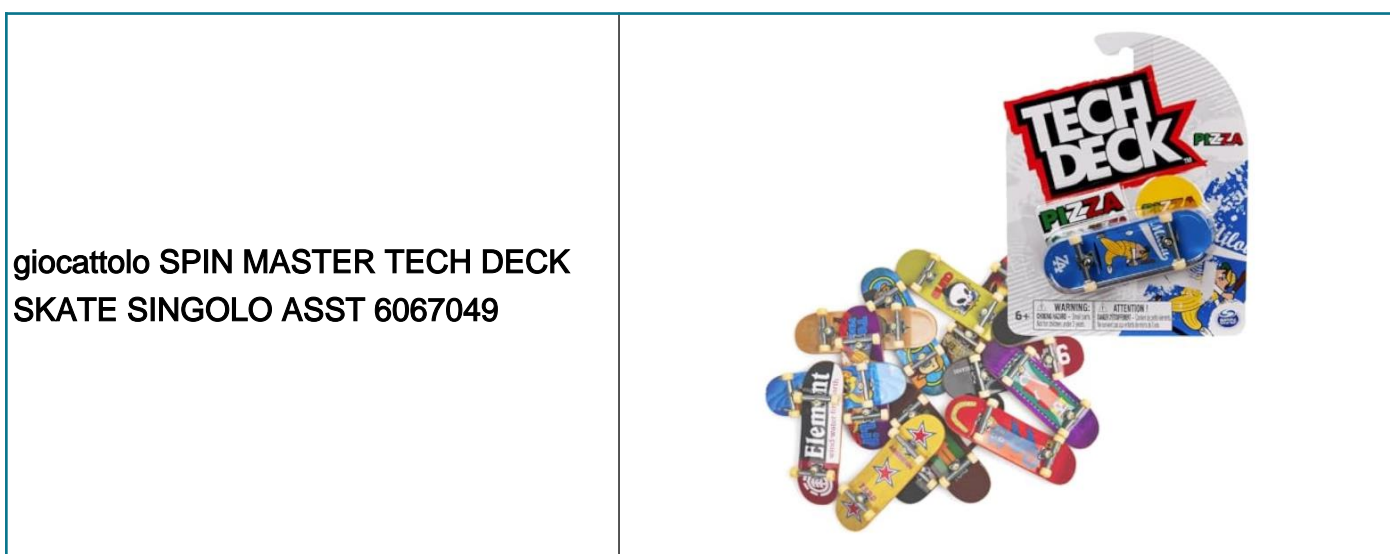 giocattolo SPIN MASTER TECH DECK
SKATE SINGOLO ASST 6067049
TECH
DECK
PIZZA
PIZZA
6+
WARNING:
ATTENTION !
Element